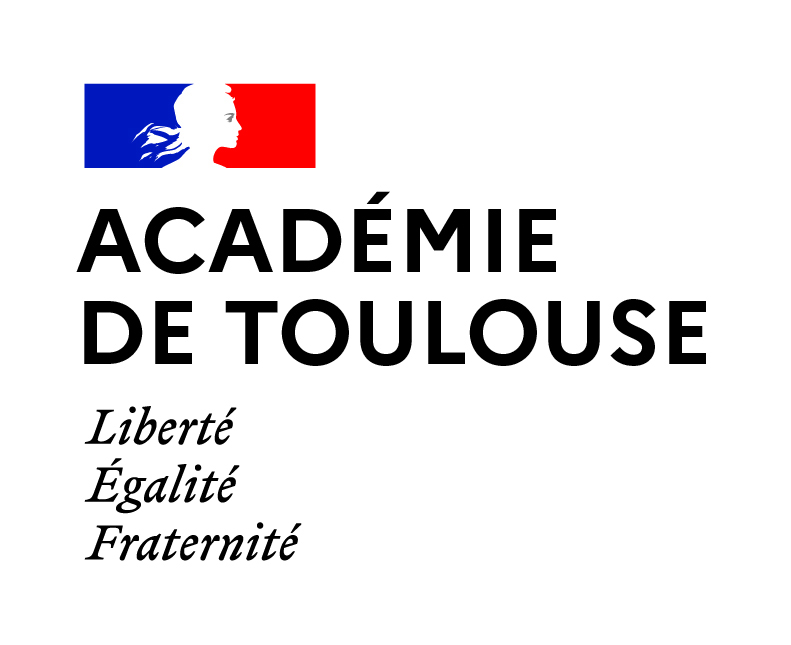 ACADÉMIE
DE TOULOUSE
Liberté
Égalité
Fraternité